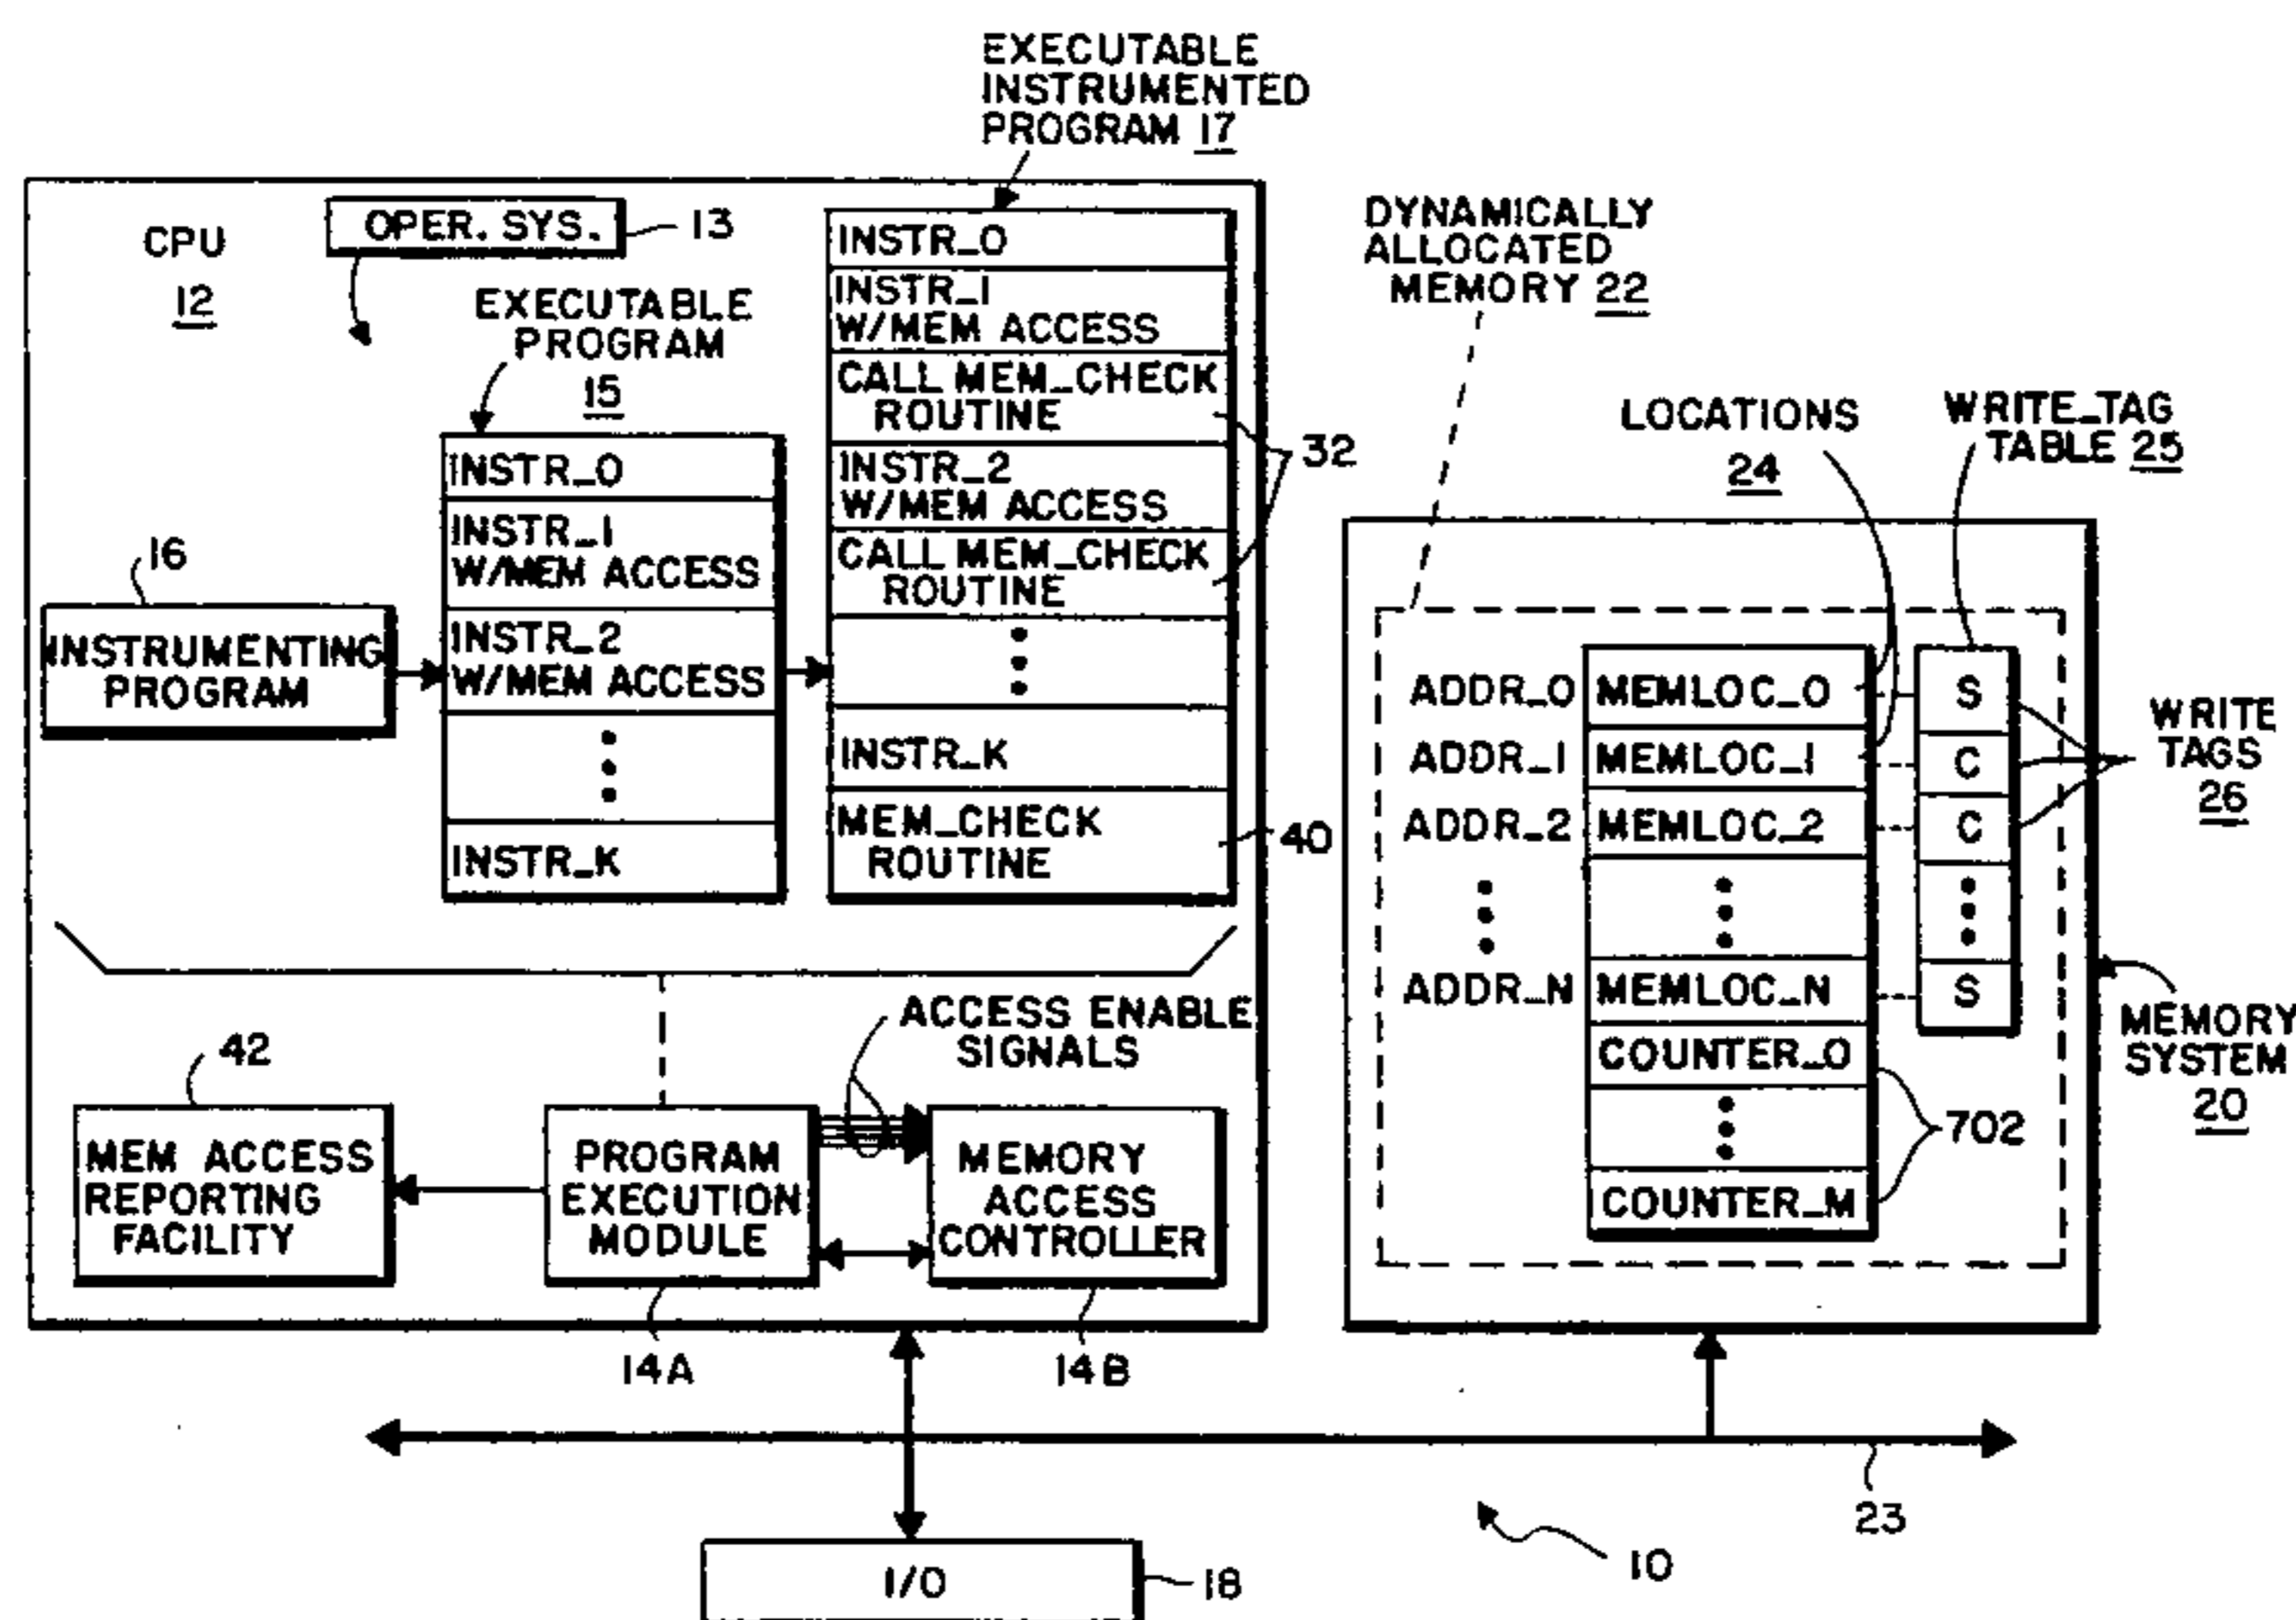 EXECUTABLE
INSTRUMENTED
PROGRAM 17
CPU
12
OPER. SYS.
13
EXECUTABLE
PROGRAM
15
INSTR_0
INSTR_1
W/MEM ACCESS
INSTR_2
W/MEM ACCESS
INSTR_K
16
INSTRUMENTING
PROGRAM
INSTR_0
INSTR_1
W/MEM ACCESS
CALL MEM_CHECK
ROUTINE
INSTR_2
W/MEM ACCESS
CALL MEM_CHECK
ROUTINE
INSTR_K
MEM_CHECK
ROUTINE
32
40
42
MEM ACCESS
REPORTING
FACILITY
PROGRAM
EXECUTION
MODULE
14A
ACCESS ENABLE
SIGNALS
MEMORY
ACCESS
CONTROLLER
14B
DYNAMICALLY
ALLOCATED
MEMORY 22
LOCATIONS
24
WRITE_TAG
TABLE 25
ADDR_0 MEMLOC_0 S
ADDR_1 MEMLOC_1 C
ADDR_2 MEMLOC_2 C
ADDR_N MEMLOC_N S
COUNTER_0
COUNTER_M
702
WRITE
TAGS
26
MEMORY
SYSTEM
20
23
10
I/O
18